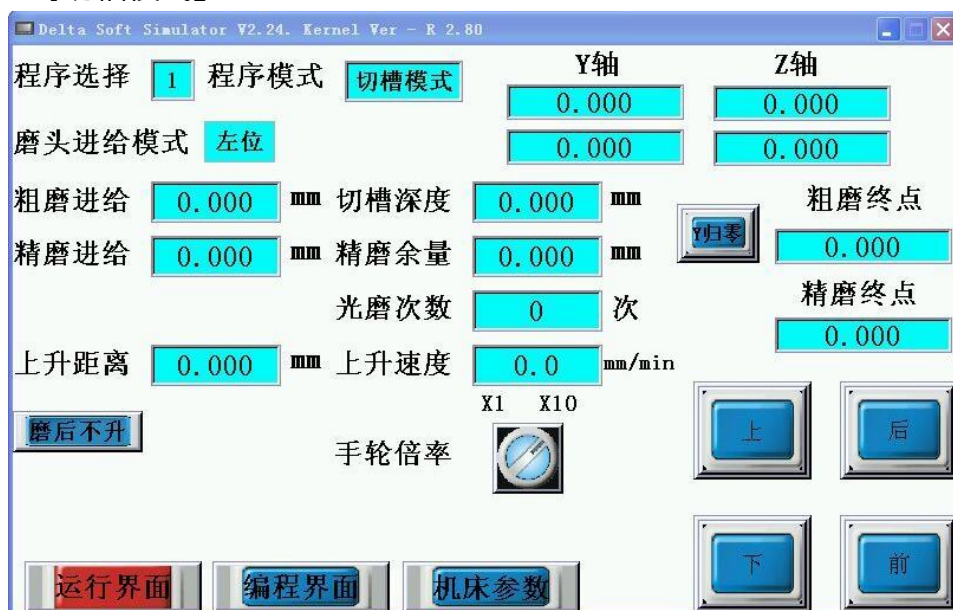 Delta Soft Simulator V2.24. Kernel Ver - R 2.80
程序选择 1 程序模式 切槽模式 Y轴 Z轴
0.000 0.000
磨头进给模式 左位 0.000 0.000
粗磨进给 0.000 mm 切槽深度 0.000 mm 粗磨终点
Y归零 0.000
精磨进给 0.000 mm 精磨余量 0.000 mm
精磨终点
光磨次数 0 次 0.000
上升距离 0.000 mm 上升速度 0.0 mm/min
X1 X10
磨后不升 手轮倍率 上 后
下 前
运行界面 编程界面 机床参数